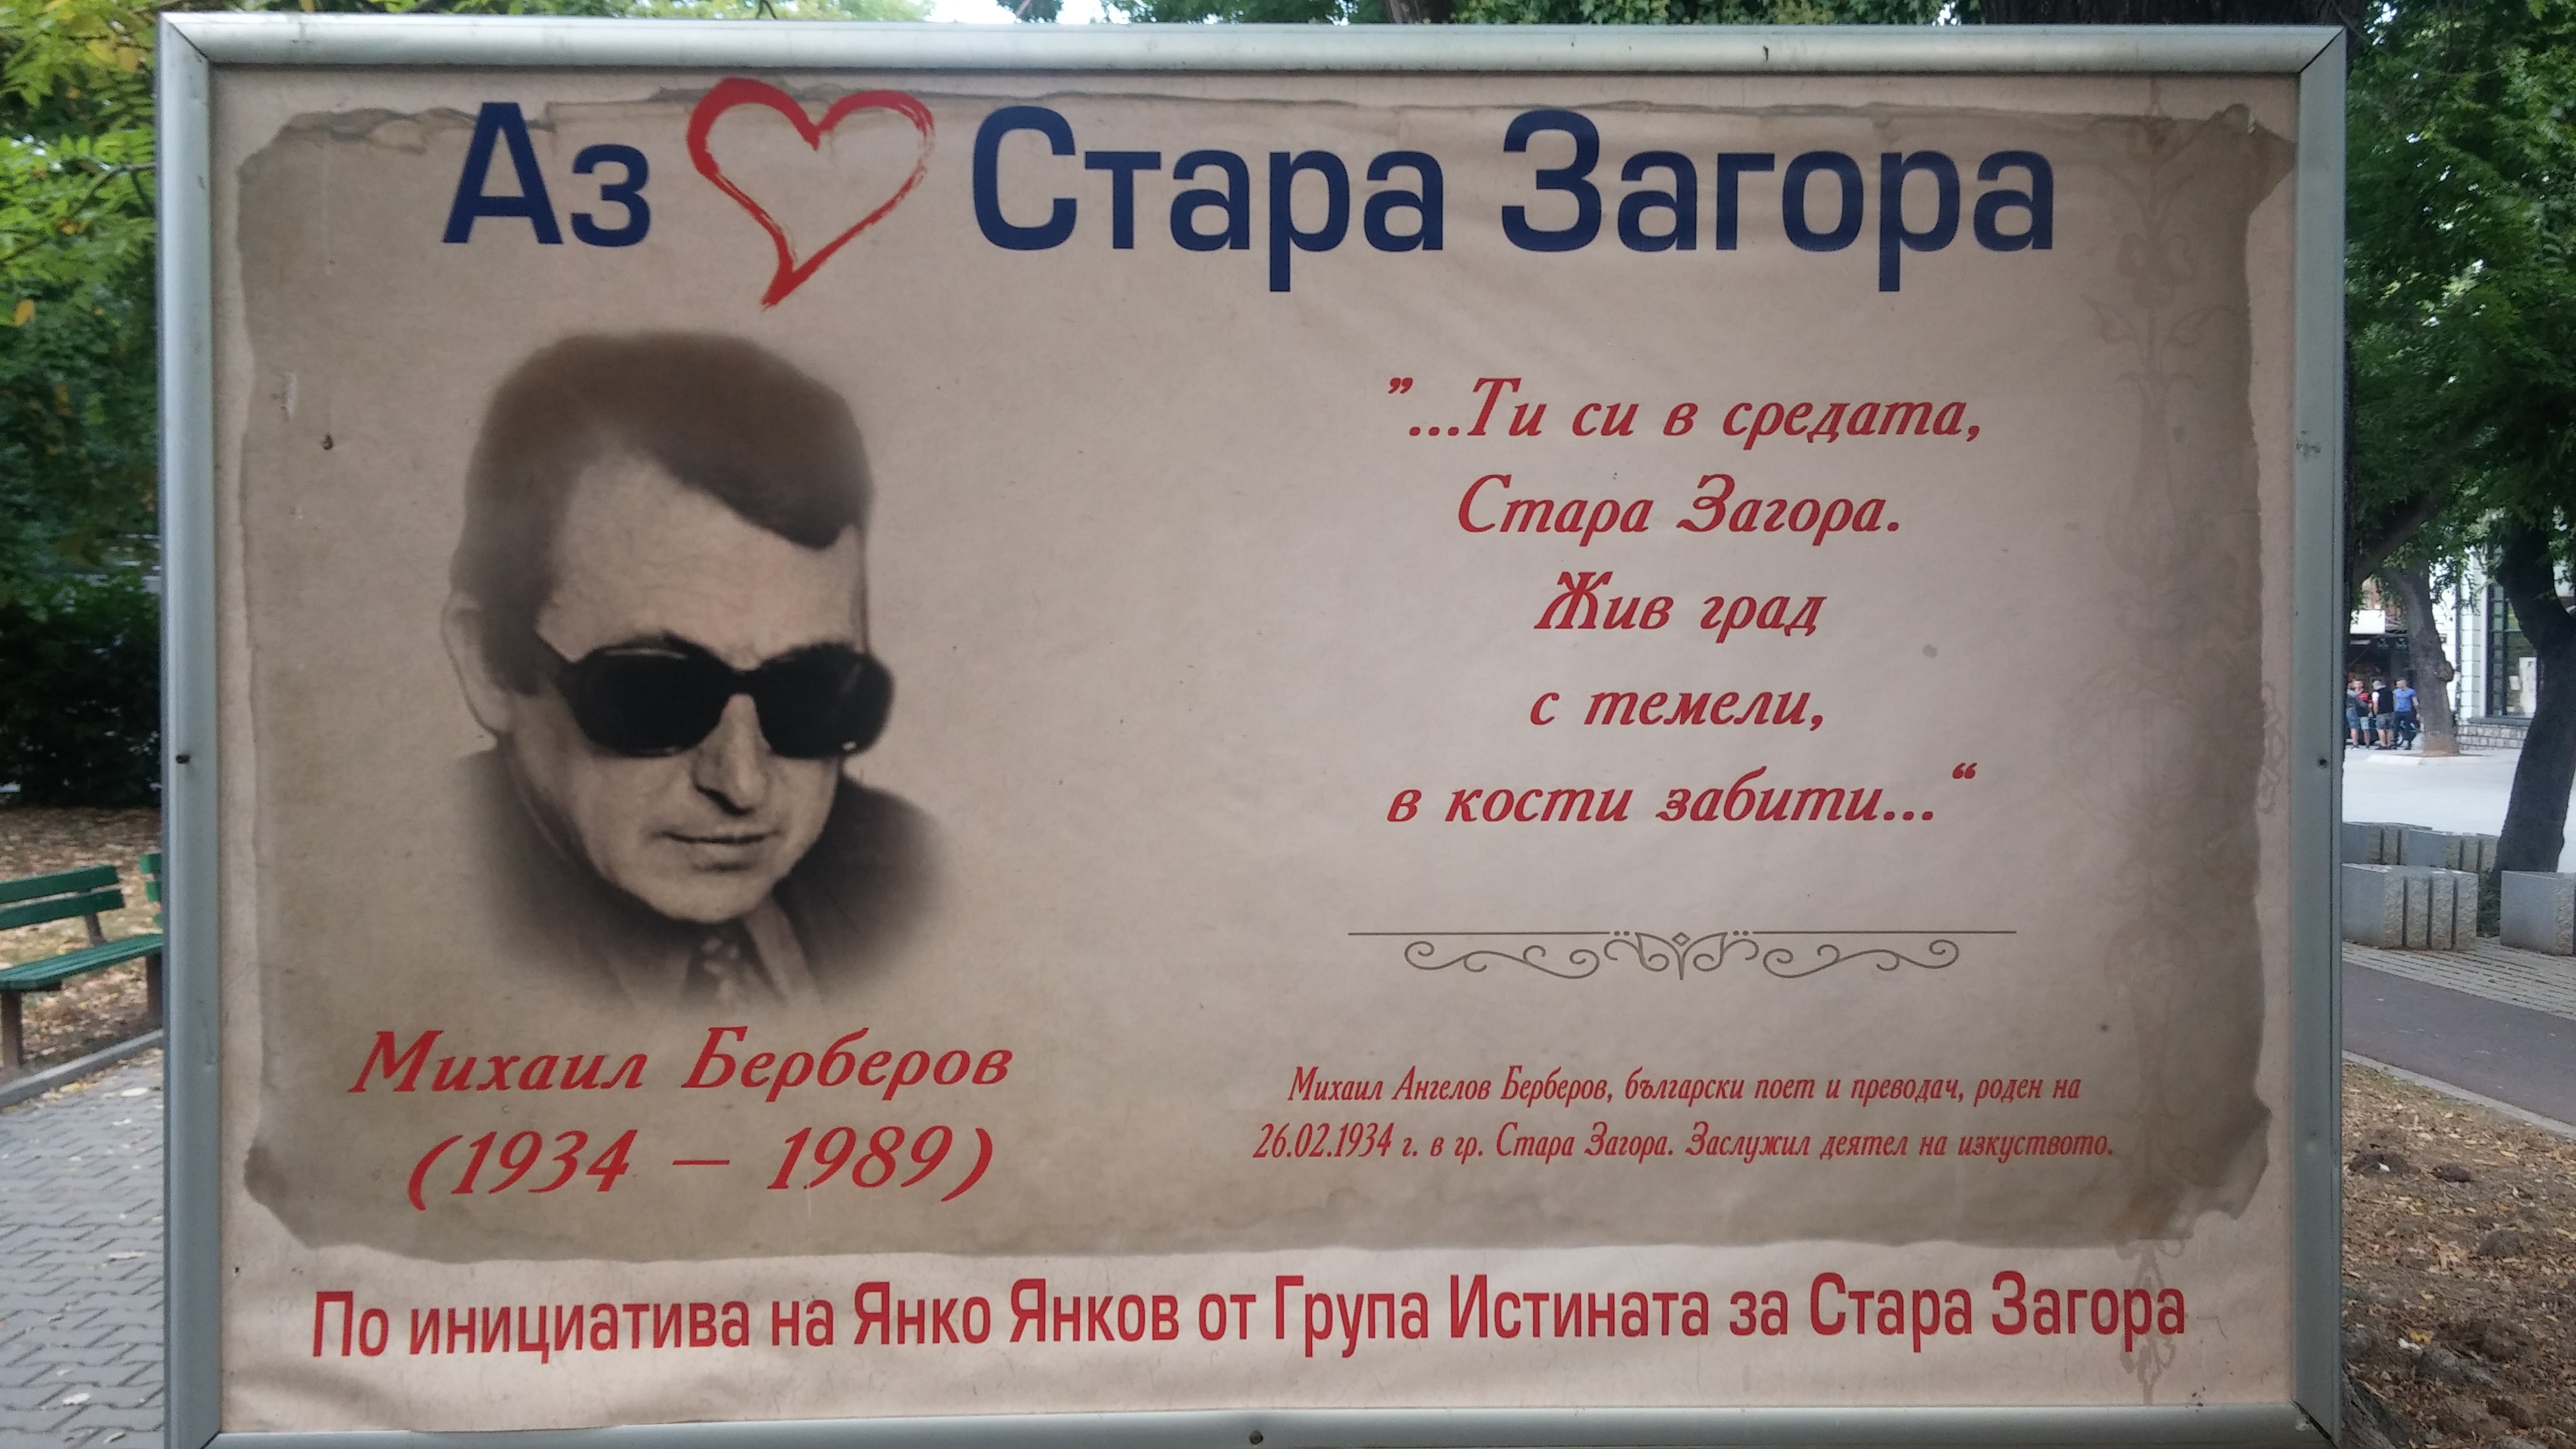 Аз Стара Загора
”...Ти си в средата,
Стара Загора.
Жив град
с темели,
в кости забити...“
Михаил Берберов
(1934 – 1989)
Михаил Ангелов Берберов, български поет и преводач, роден на
26.02.1934 г. в гр. Стара Загора. Заслужил деятел на изкуството.
По инициатива на Янко Янков от Група Истината за Стара Загора